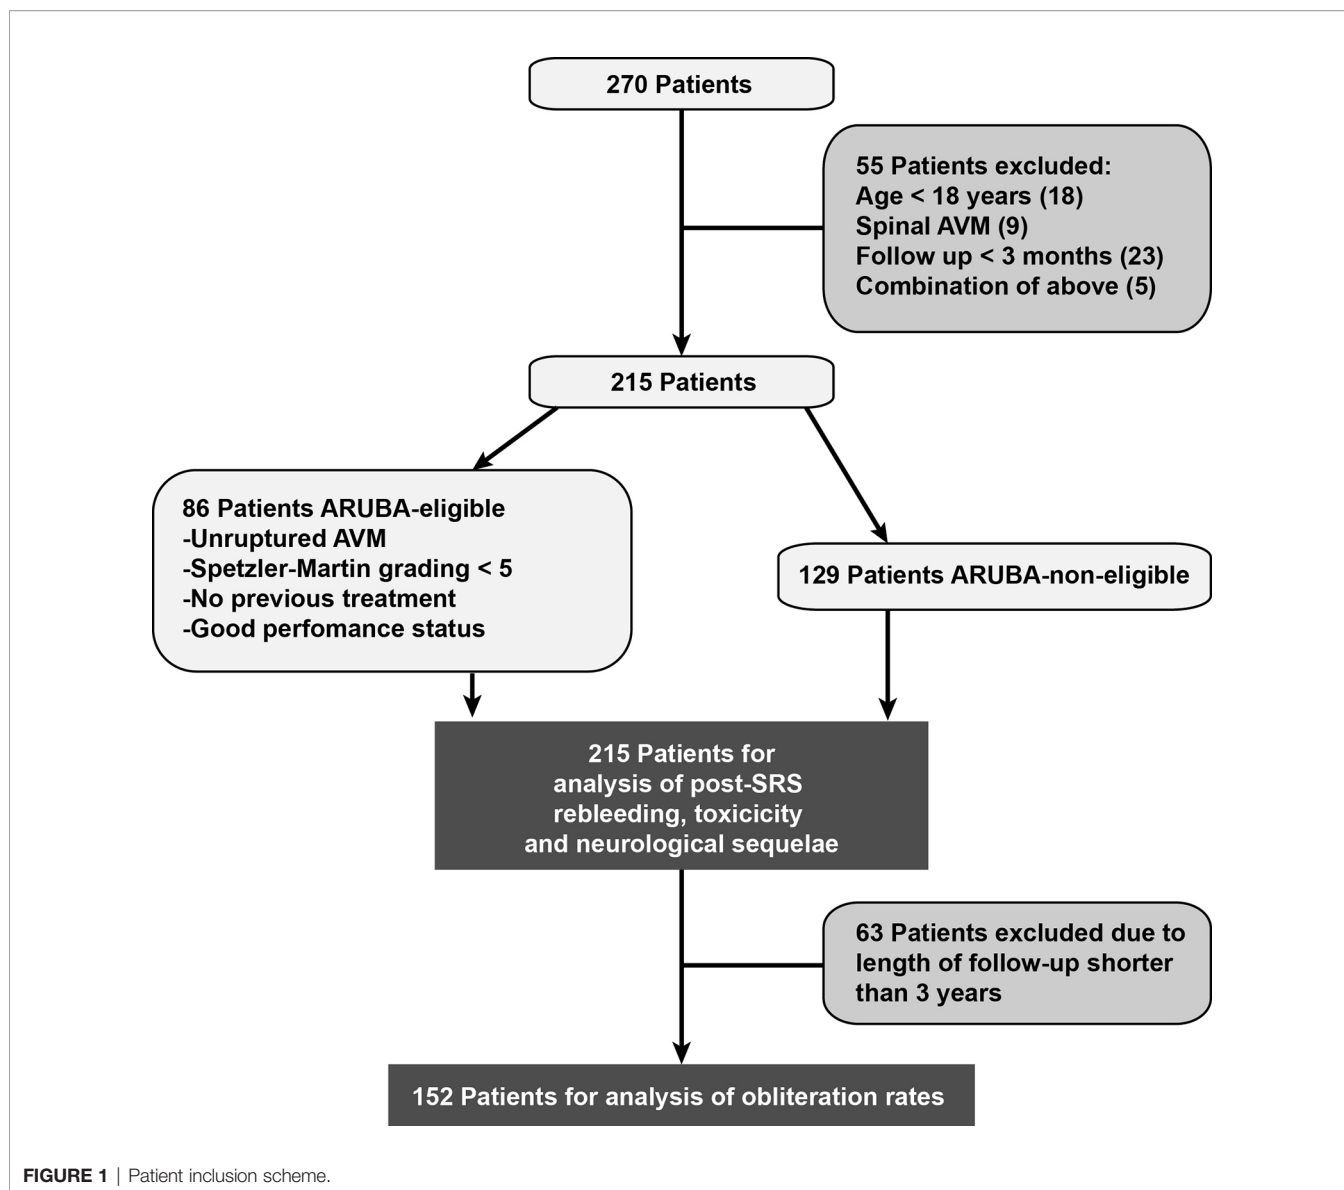 270 Patients
55 Patients excluded:
Age < 18 years (18)
Spinal AVM (9)
Follow up < 3 months (23)
Combination of above (5)
215 Patients
86 Patients ARUBA-eligible
-Unruptured AVM
-Spetzler-Martin grading < 5
-No previous treatment
-Good perfomance status
129 Patients ARUBA-non-eligible
215 Patients for
analysis of post-SRS
rebleeding, toxicicity
and neurological sequelae
63 Patients excluded due to
length of follow-up shorter
than 3 years
152 Patients for analysis of obliteration rates
FIGURE 1 | Patient inclusion scheme.